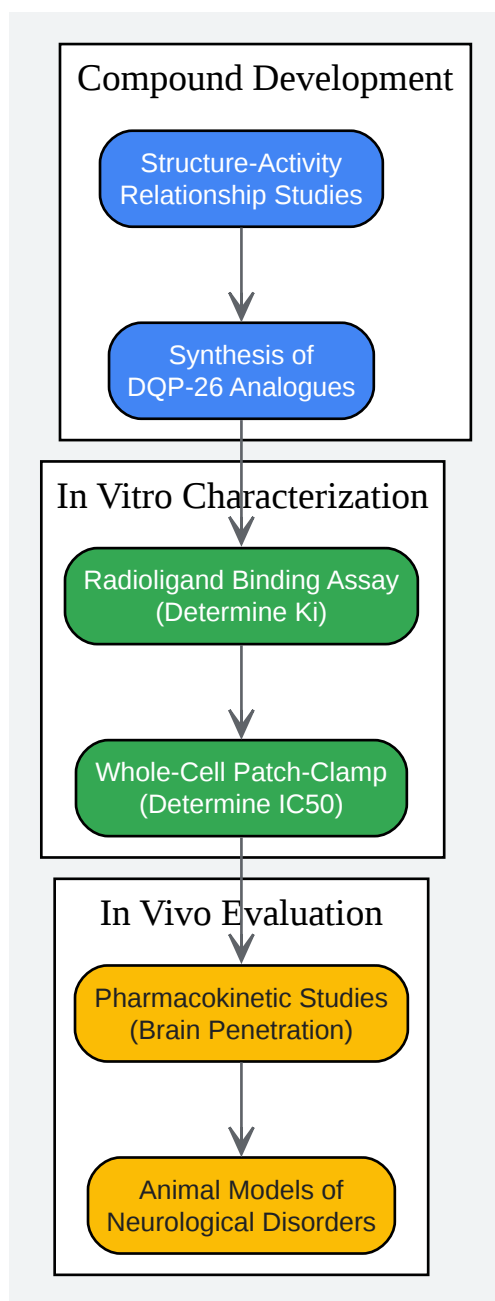 Compound Development
Structure-Activity
Relationship Studies
Synthesis of
DQP-26 Analogues
In Vitro Characterization
Radioligand Binding Assay
(Determine Ki)
Whole-Cell Patch-Clamp
(Determine IC50)
In Vivo Evaluation
Pharmacokinetic Studies
(Brain Penetration)
Animal Models of
Neurological Disorders